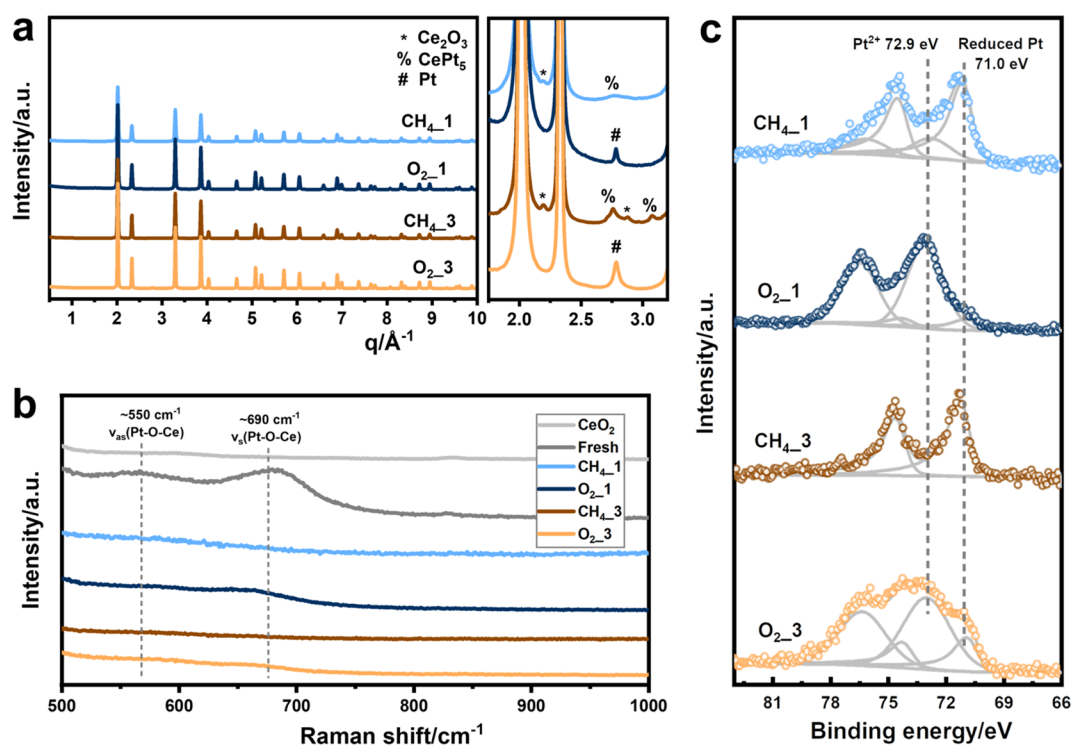 a
* Ce₂O₃
% CePt₅
# Pt
CH₄_1
O₂_1
CH₄_3
O₂_3
0 1 2 3 4 5 6 7 8 9 10
q/Å⁻¹
Intensity/a.u.
*
%
#
*
%
*
%
#
2.0 2.5 3.0
b
~550 cm⁻¹
νas(Pt-O-Ce)
~690 cm⁻¹
νs(Pt-O-Ce)
CeO₂
Fresh
CH₄_1
O₂_1
CH₄_3
O₂_3
500 600 700 800 900 1000
Raman shift/cm⁻¹
Intensity/a.u.
c
Pt²⁺ 72.9 eV
Reduced Pt
71.0 eV
CH₄_1
O₂_1
CH₄_3
O₂_3
81 78 75 72 69 66
Binding energy/eV
Intensity/a.u.